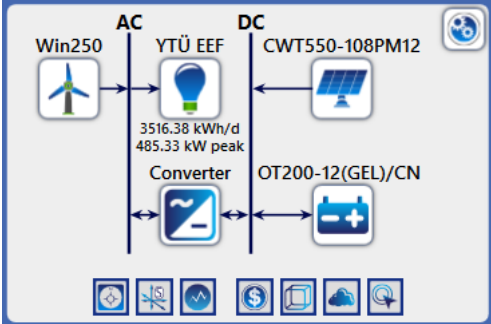 AC DC
Win250 YTÜ EEF CWT550-108PM12
3516.38 kWh/d
485.33 kW peak
Converter OT200-12(GEL)/CN